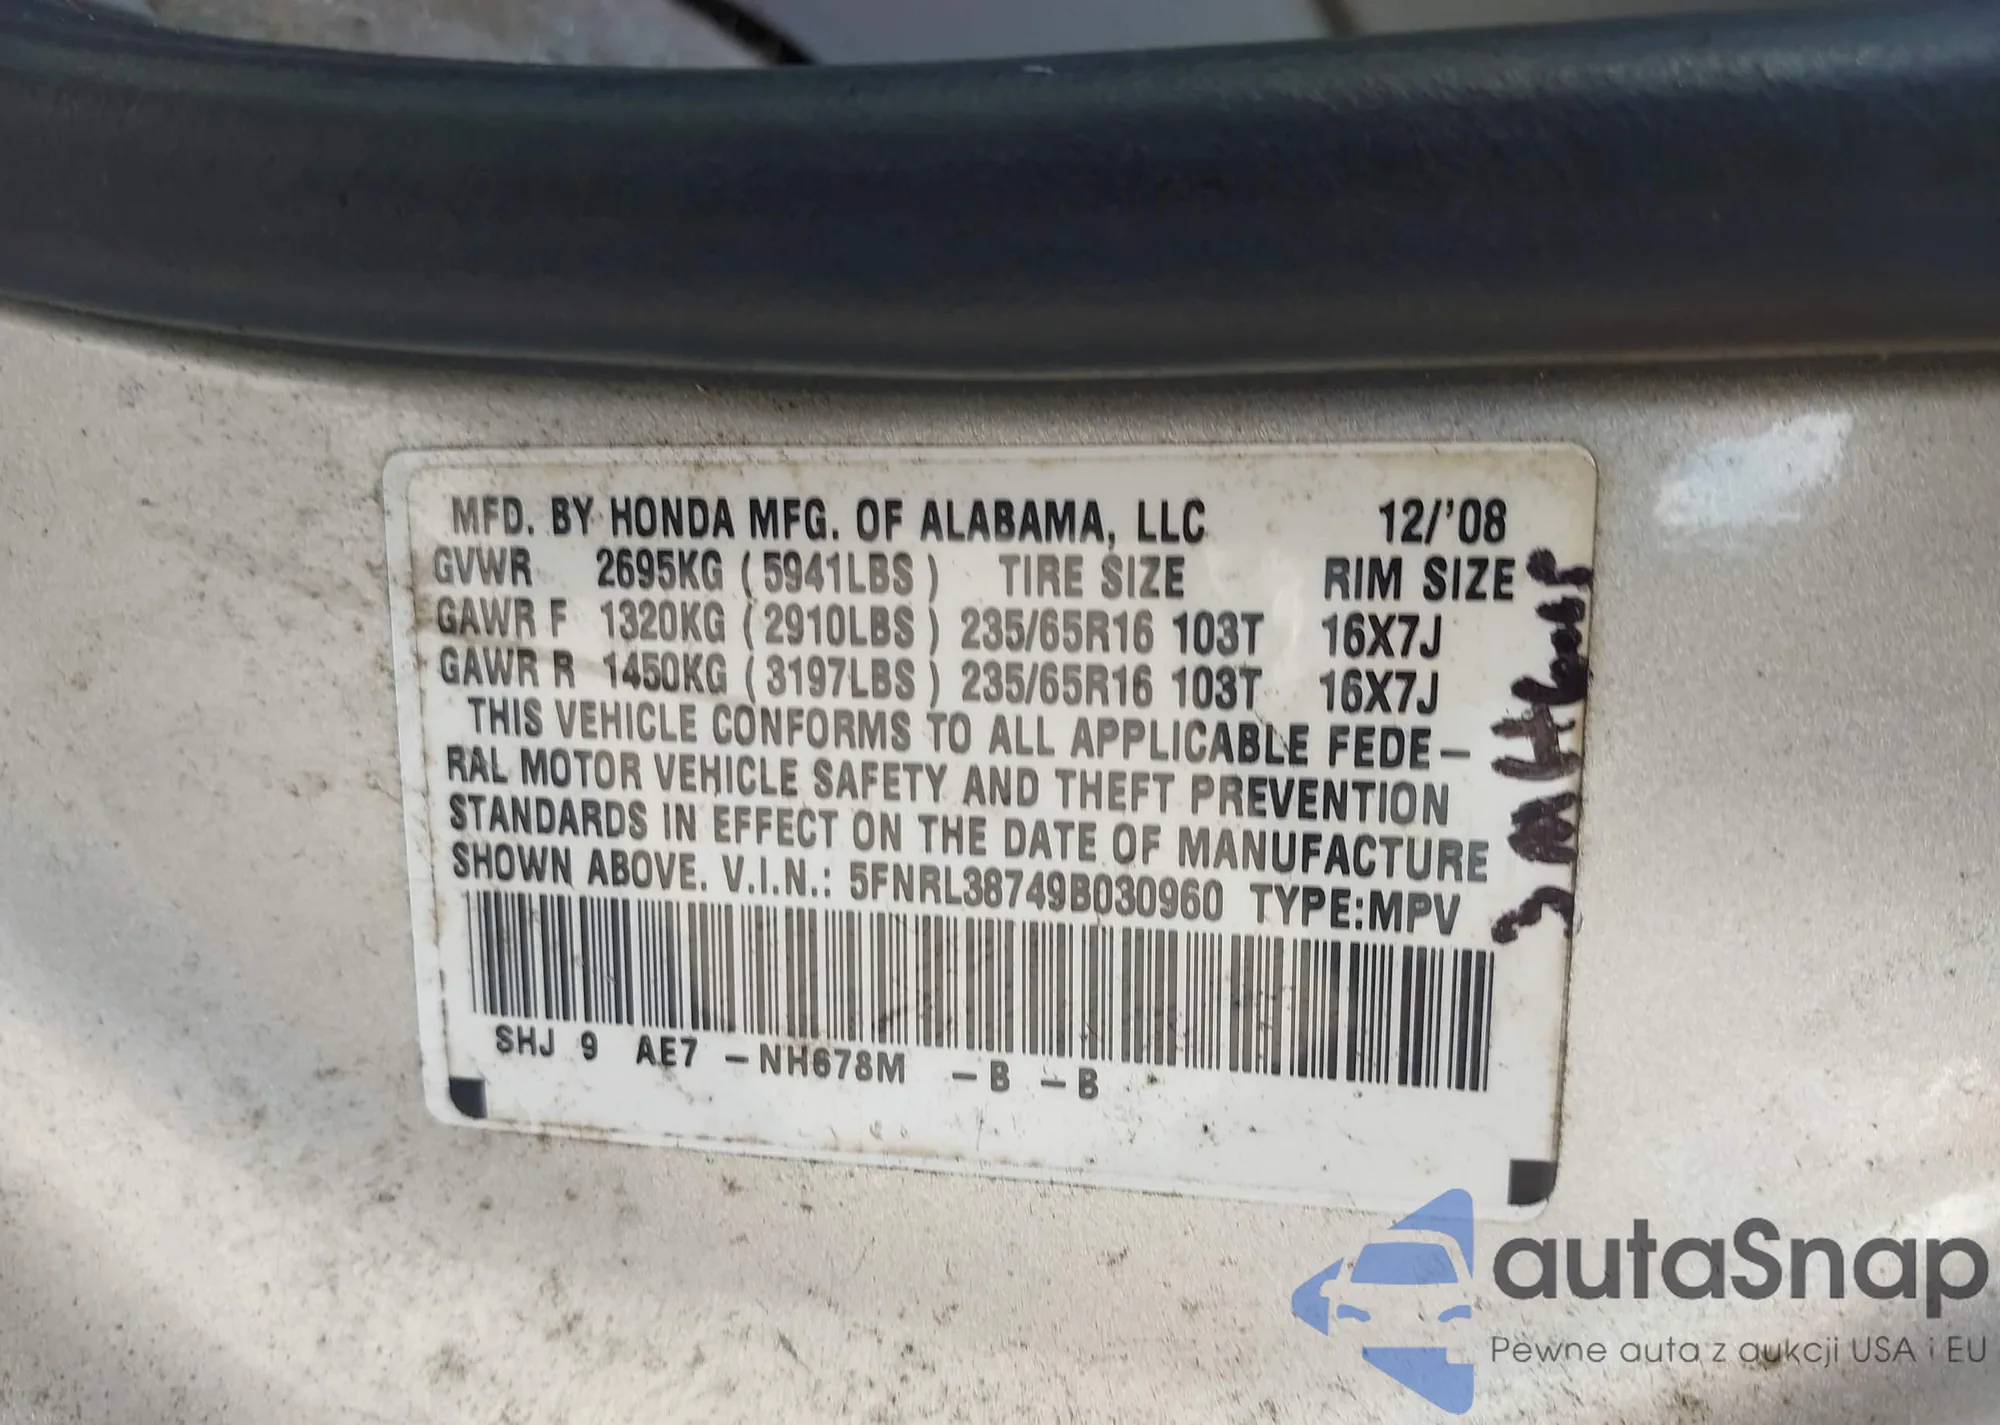 MFD. BY HONDA MFG. OF ALABAMA, LLC 12/'08
GVWR 2695KG (5941LBS) TIRE SIZE RIM SIZE
GAWR F 1320KG (2910LBS) 235/65R16 103T 16X7J
GAWR R 1450KG (3197LBS) 235/65R16 103T 16X7J
THIS VEHICLE CONFORMS TO ALL APPLICABLE FEDE–
RAL MOTOR VEHICLE SAFETY AND THEFT PREVENTION
STANDARDS IN EFFECT ON THE DATE OF MANUFACTURE
SHOWN ABOVE. V.I.N.: 5FNRL38749B030960 TYPE:MPV
SHJ 9 AE7 –NH678M –B –B
autaSnap
Pewne auta z aukcji USA i EU